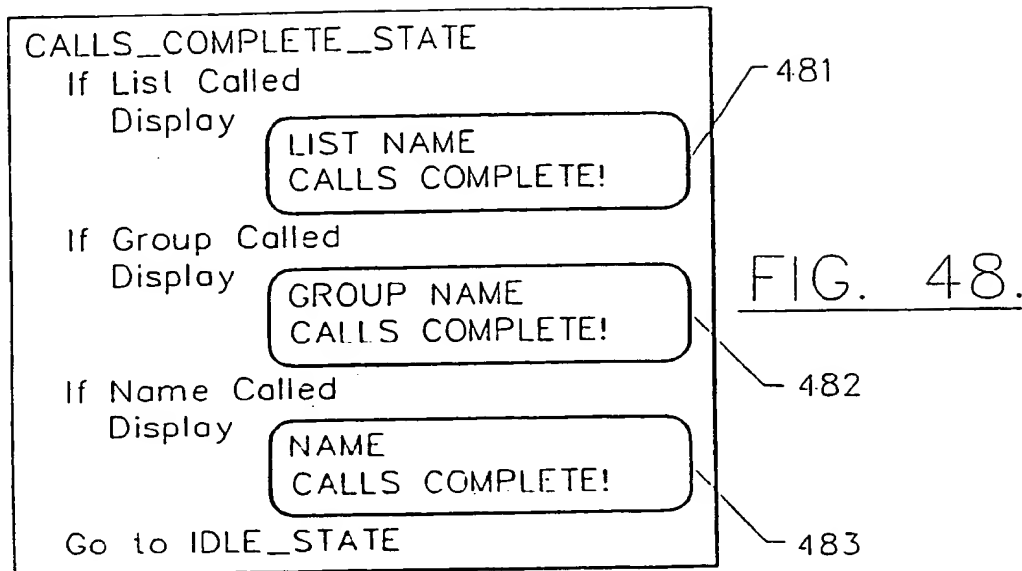 CALLS_COMPLETE_STATE
If List Called
Display
LIST NAME
CALLS COMPLETE!
481
If Group Called
Display
GROUP NAME
CALLS COMPLETE!
482
If Name Called
Display
NAME
CALLS COMPLETE!
483
Go to IDLE_STATE
FIG. 48.